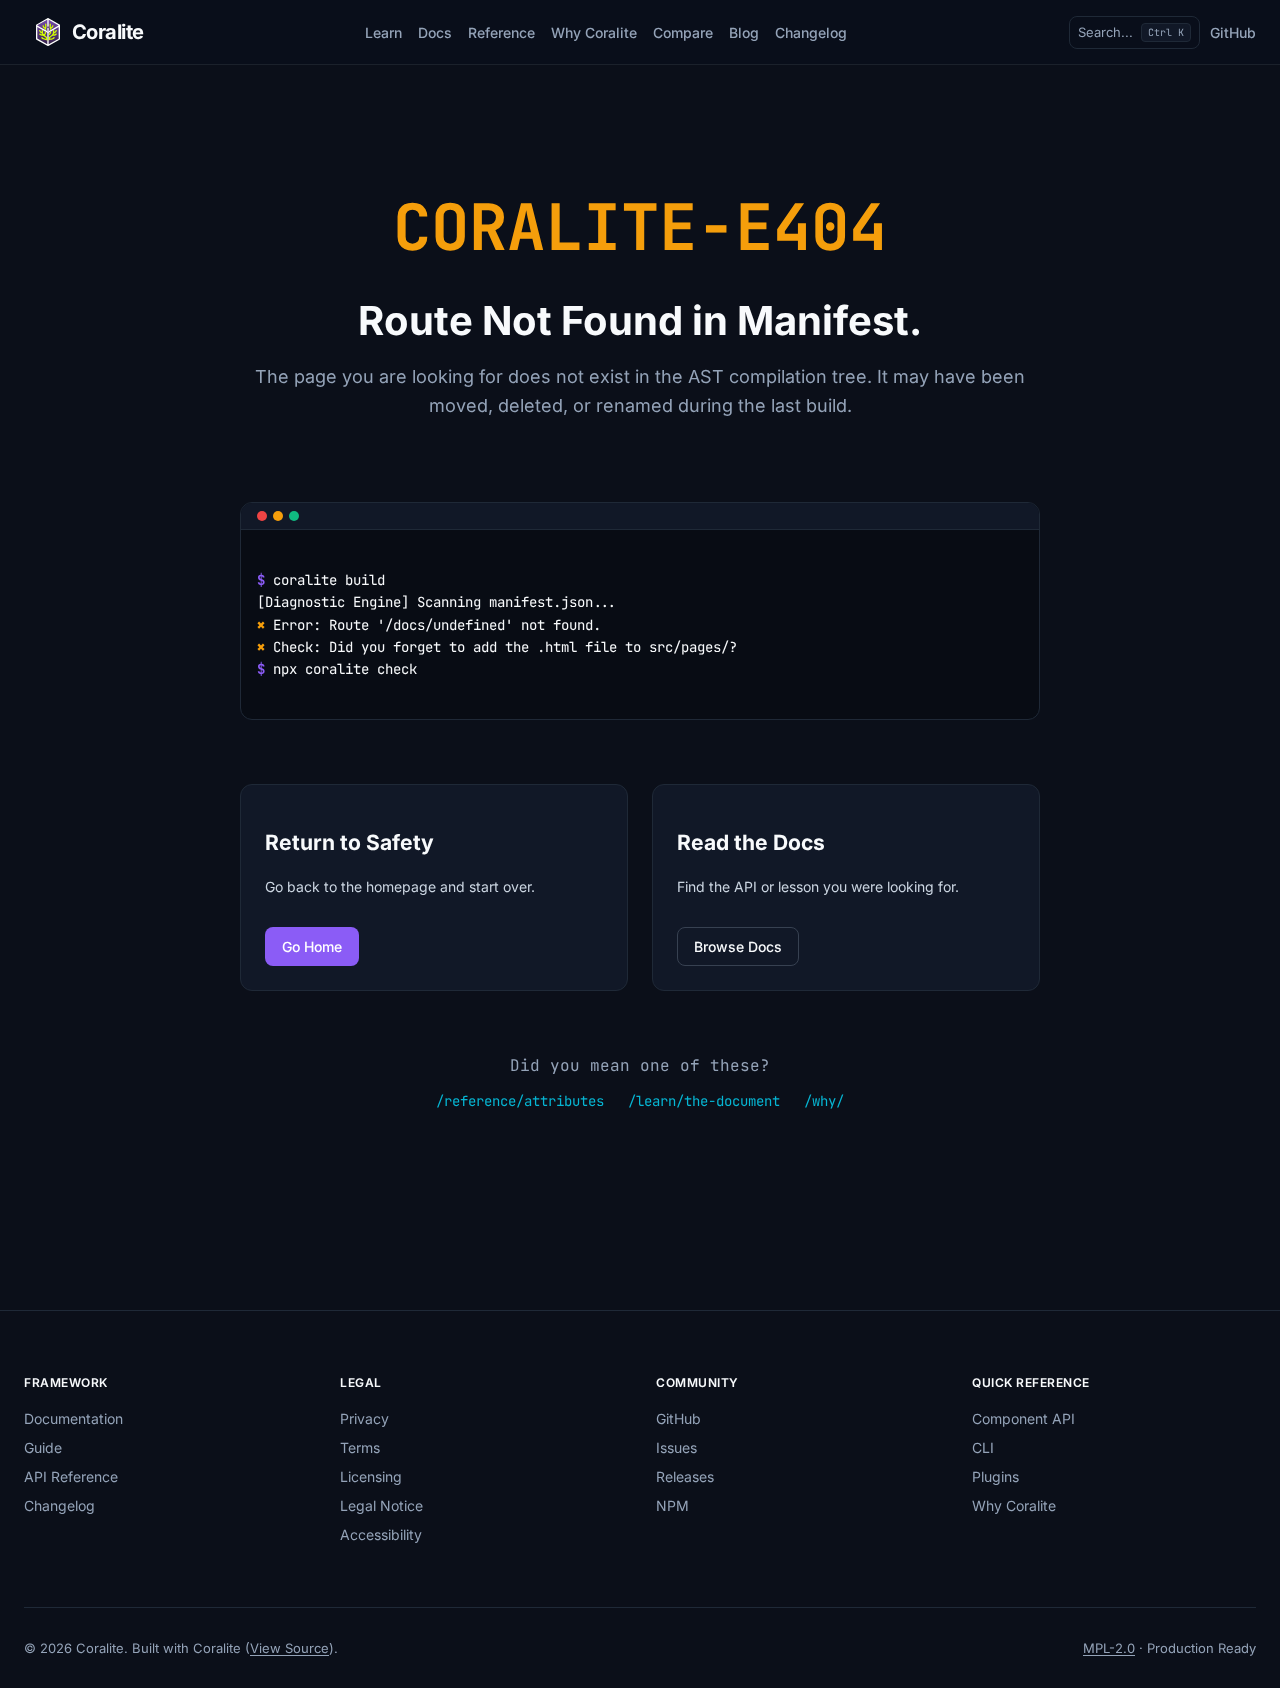 Coralite
Learn Docs Reference Why Coralite Compare Blog Changelog
Search... Ctrl K GitHub
CORALITE-E404
Route Not Found in Manifest.
The page you are looking for does not exist in the AST compilation tree. It may have been
moved, deleted, or renamed during the last build.
$ coralite build
[Diagnostic Engine] Scanning manifest.json...
✖ Error: Route '/docs/undefined' not found.
✖ Check: Did you forget to add the .html file to src/pages/?
$ npx coralite check
Return to Safety
Go back to the homepage and start over.
Go Home
Read the Docs
Find the API or lesson you were looking for.
Browse Docs
Did you mean one of these?
/reference/attributes /learn/the-document /why/
FRAMEWORK
Documentation
Guide
API Reference
Changelog
LEGAL
Privacy
Terms
Licensing
Legal Notice
Accessibility
COMMUNITY
GitHub
Issues
Releases
NPM
QUICK REFERENCE
Component API
CLI
Plugins
Why Coralite
© 2026 Coralite. Built with Coralite (View Source).
MPL-2.0 · Production Ready